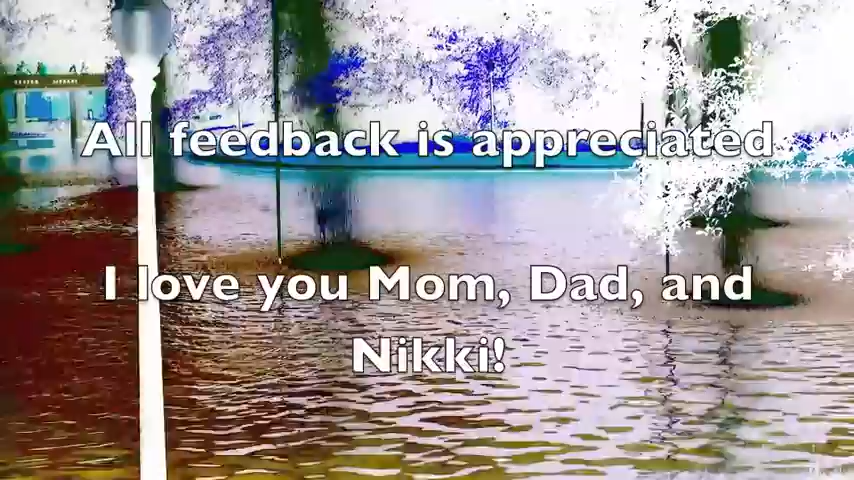 All feedback is appreciated
I love you Mom, Dad, and
Nikki!